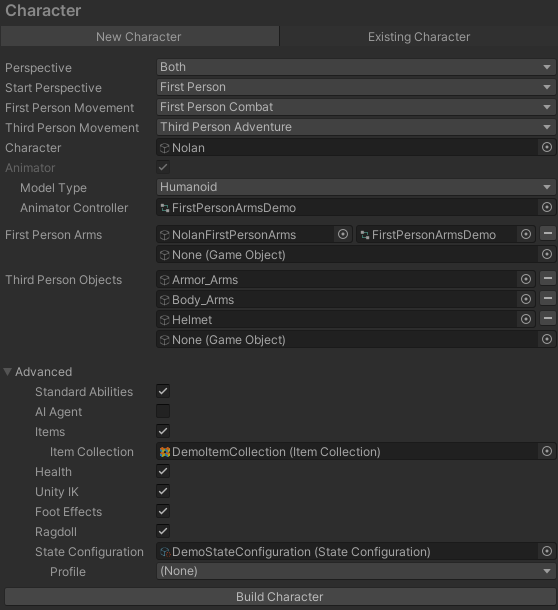 Character
New Character Existing Character
Perspective Both
Start Perspective First Person
First Person Movement First Person Combat
Third Person Movement Third Person Adventure
Character Nolan
Animator
Model Type Humanoid
Animator Controller FirstPersonArmsDemo
First Person Arms NolanFirstPersonArms FirstPersonArmsDemo
None (Game Object)
Third Person Objects Armor_Arms
Body_Arms
Helmet
None (Game Object)
Advanced
Standard Abilities
AI Agent
Items
Item Collection DemoItemCollection (Item Collection)
Health
Unity IK
Foot Effects
Ragdoll
State Configuration DemoStateConfiguration (State Configuration)
Profile (None)
Build Character